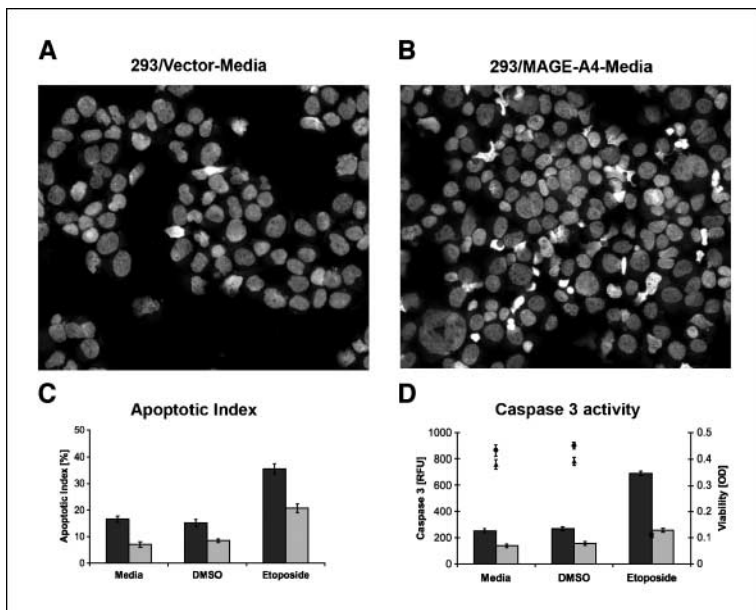 A
293/Vector-Media
B
293/MAGE-A4-Media
C
Apoptotic Index
Apoptotic Index [%]
50
40
30
20
10
0
Media
DMSO
Etoposide
D
Caspase 3 activity
Caspase 3 [RFU]
1000
800
600
400
200
0
Media
DMSO
Etoposide
0.5
0.4
0.3
0.2
0.1
0
Viability [OD]